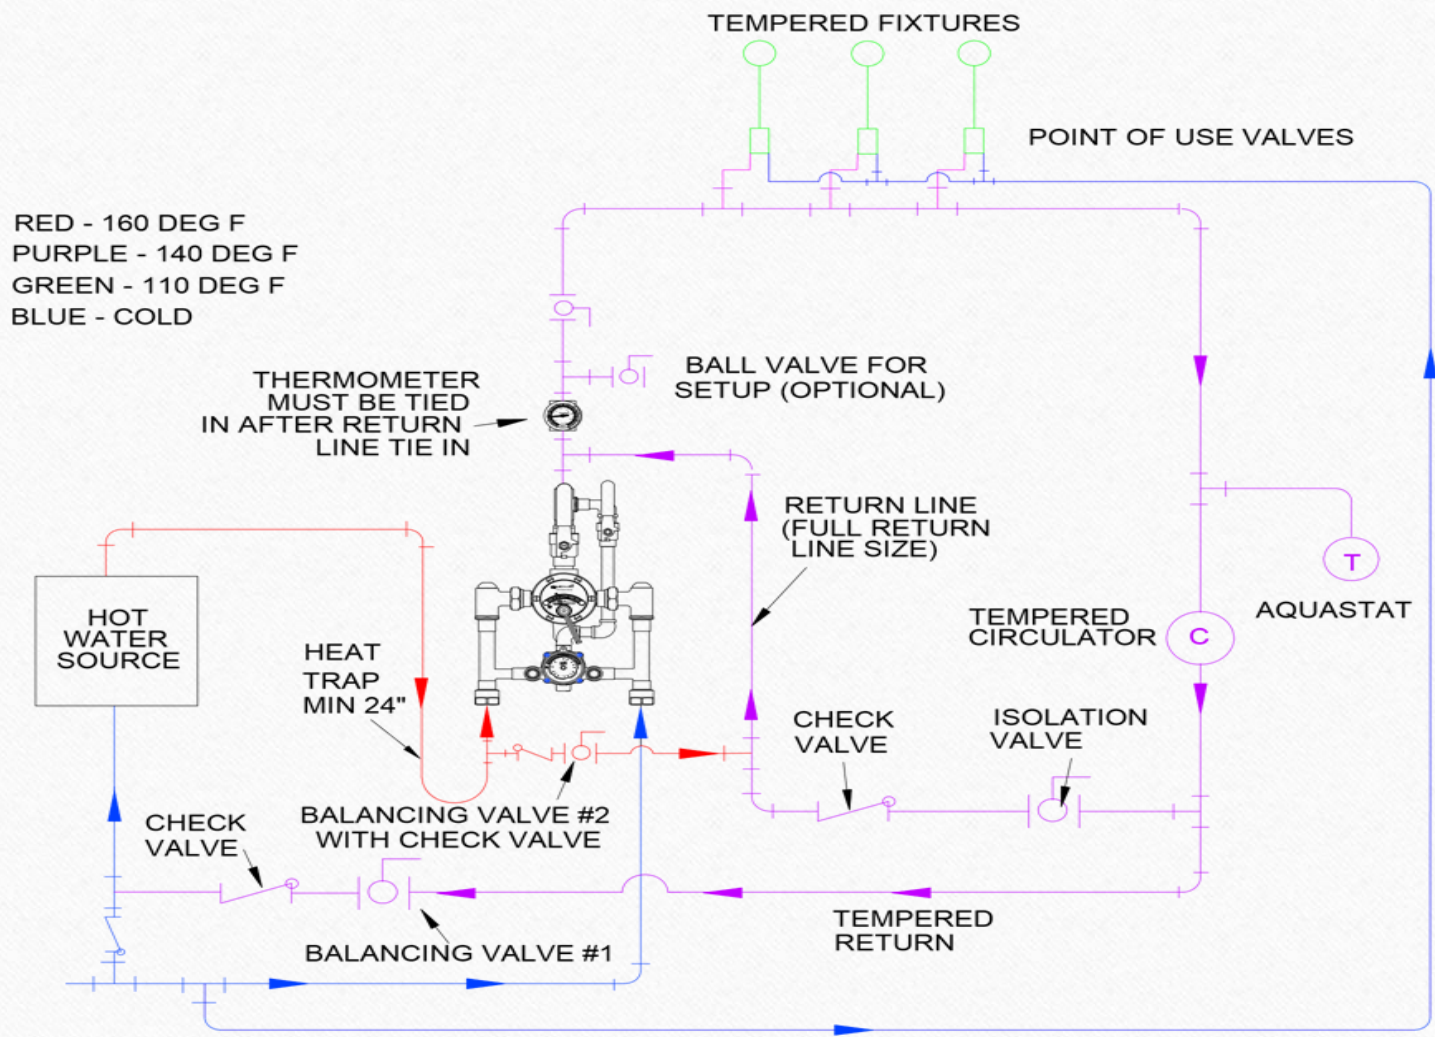 TEMPERED FIXTURES
POINT OF USE VALVES
RED - 160 DEG F
PURPLE - 140 DEG F
GREEN - 110 DEG F
BLUE - COLD
BALL VALVE FOR
SETUP (OPTIONAL)
THERMOMETER
MUST BE TIED
IN AFTER RETURN
LINE TIE IN
RETURN LINE
(FULL RETURN
LINE SIZE)
T
AQUASTAT
HOT
WATER
SOURCE
TEMPERED
CIRCULATOR
C
HEAT
TRAP
MIN 24"
CHECK
VALVE
ISOLATION
VALVE
BALANCING VALVE #2
WITH CHECK VALVE
CHECK
VALVE
TEMPERED
RETURN
BALANCING VALVE #1